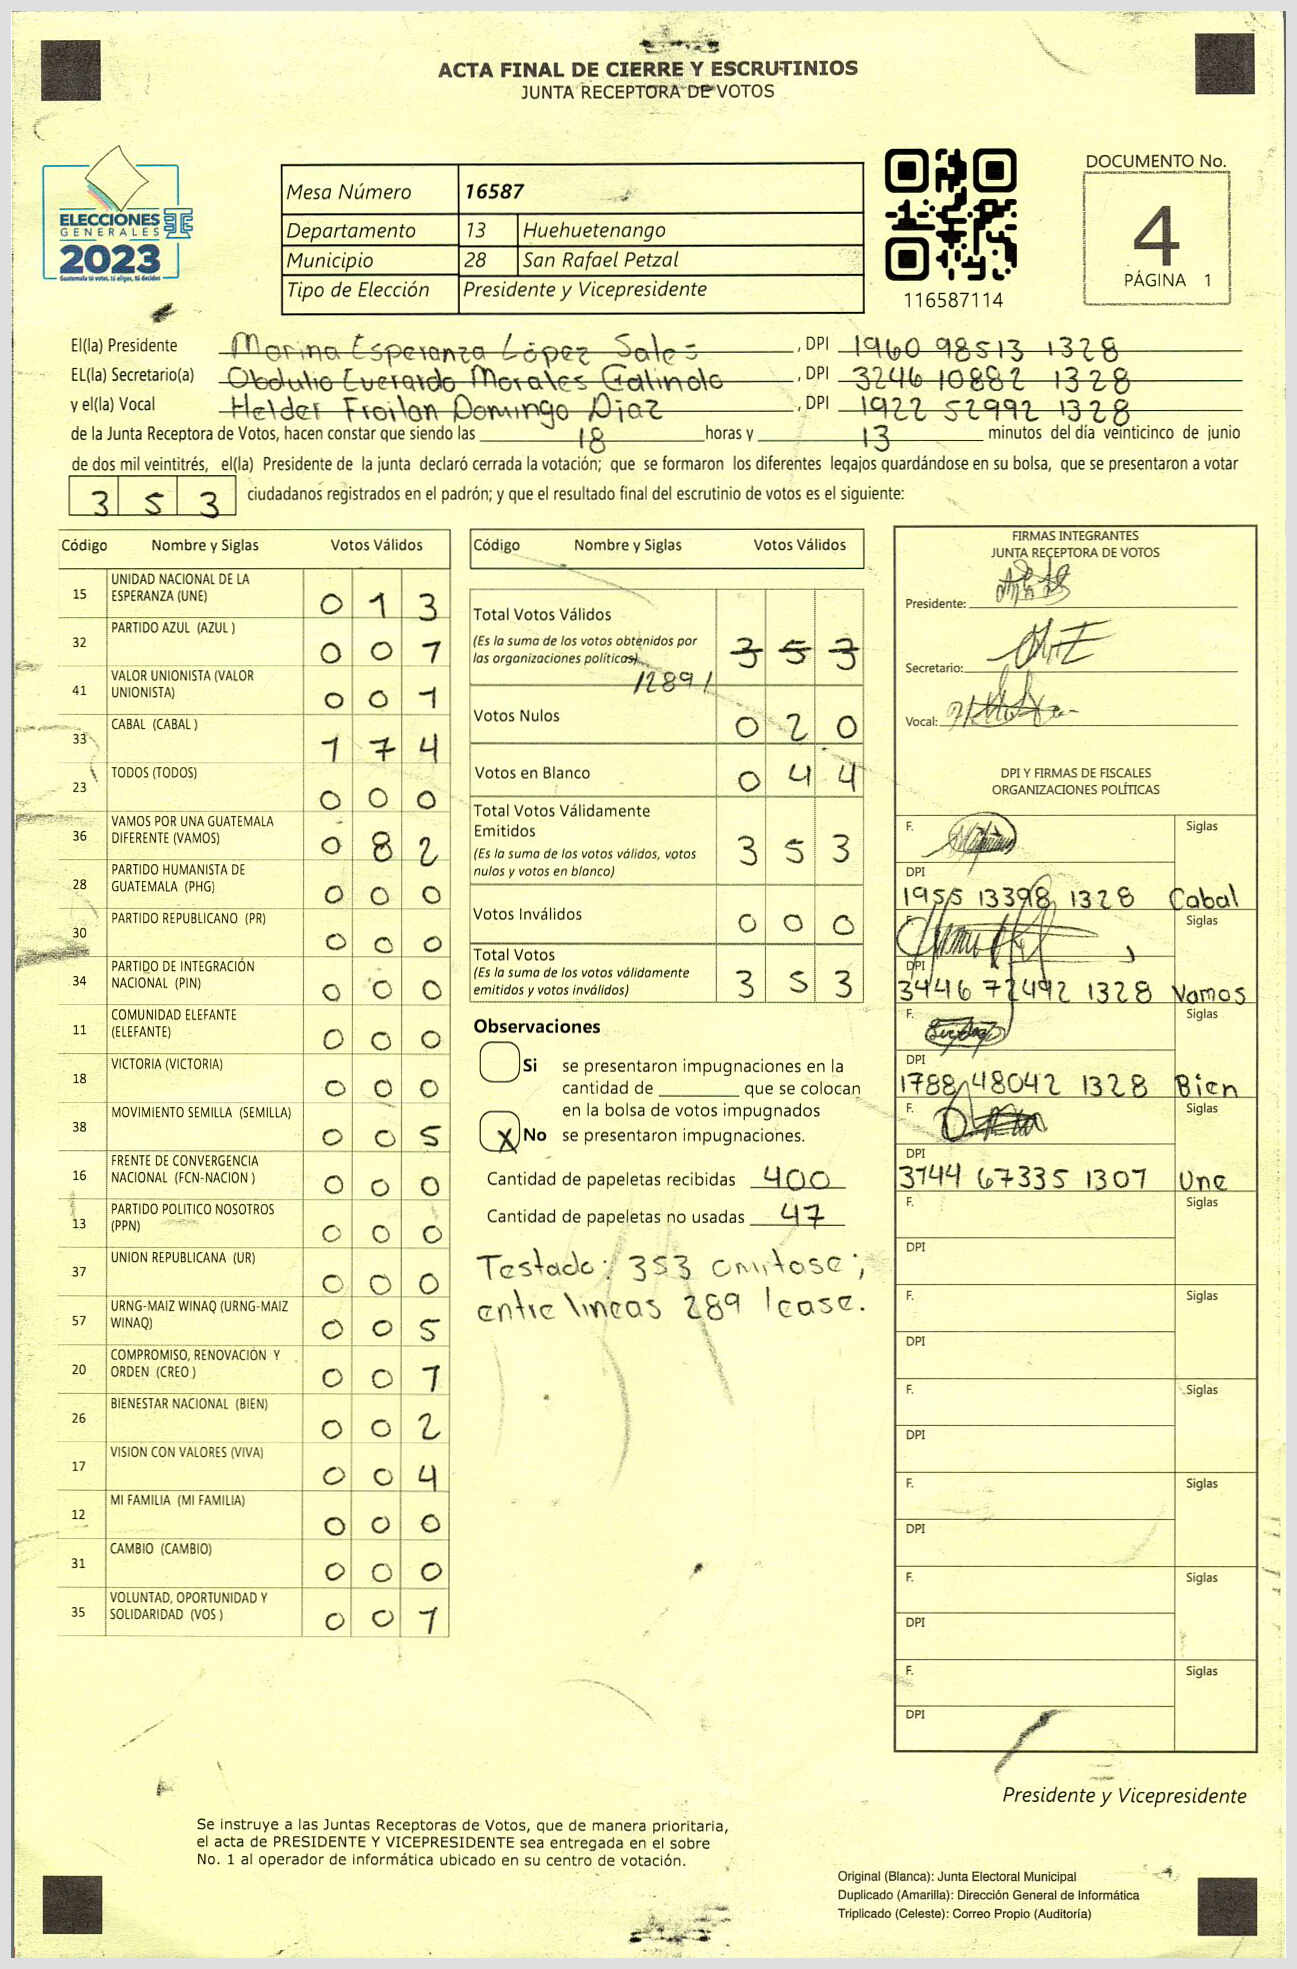 ACTA FINAL DE CIERRE Y ESCRUTINIOS
JUNTA RECEPTORA DE VOTOS
ELECCIONES
GENERALES
2023
Guatemala tú votas, tú eliges, tú decides
Mesa Número 16587
Departamento 13 Huehuetenango
Municipio 28 San Rafael Petzal
Tipo de Elección Presidente y Vicepresidente
116587114
DOCUMENTO No.
4
PÁGINA 1
El(la) Presidente Marina Esperanza López Sales, DPI 1960 98513 1328
EL(la) Secretario(a) Obdulio Everardo Morales Galindo, DPI 3246 10882 1328
y el(la) Vocal Helder Froilan Domingo Diaz, DPI 1922 52992 1328
de la Junta Receptora de Votos, hacen constar que siendo las 18 horas y 13 minutos del día veinticinco de junio
de dos mil veintitrés, el(la) Presidente de la junta declaró cerrada la votación; que se formaron los diferentes legajos guardándose en su bolsa, que se presentaron a votar
3 5 3 ciudadanos registrados en el padrón; y que el resultado final del escrutinio de votos es el siguiente:
Código Nombre y Siglas Votos Válidos
15 UNIDAD NACIONAL DE LA
ESPERANZA (UNE) 0 1 3
32 PARTIDO AZUL (AZUL ) 0 0 1
41 VALOR UNIONISTA (VALOR
UNIONISTA) 0 0 1
33 CABAL (CABAL ) 1 7 4
23 TODOS (TODOS) 0 0 0
36 VAMOS POR UNA GUATEMALA
DIFERENTE (VAMOS) 0 8 2
28 PARTIDO HUMANISTA DE
GUATEMALA (PHG) 0 0 0
30 PARTIDO REPUBLICANO (PR) 0 0 0
34 PARTIDO DE INTEGRACIÓN
NACIONAL (PIN) 0 0 0
11 COMUNIDAD ELEFANTE
(ELEFANTE) 0 0 0
18 VICTORIA (VICTORIA) 0 0 0
38 MOVIMIENTO SEMILLA (SEMILLA) 0 0 5
16 FRENTE DE CONVERGENCIA
NACIONAL (FCN-NACION ) 0 0 0
13 PARTIDO POLITICO NOSOTROS
(PPN) 0 0 0
37 UNION REPUBLICANA (UR) 0 0 0
57 URNG-MAIZ WINAQ (URNG-MAIZ
WINAQ) 0 0 5
20 COMPROMISO, RENOVACIÓN Y
ORDEN (CREO ) 0 0 1
26 BIENESTAR NACIONAL (BIEN) 0 0 2
17 VISION CON VALORES (VIVA) 0 0 4
12 MI FAMILIA (MI FAMILIA) 0 0 0
31 CAMBIO (CAMBIO) 0 0 0
35 VOLUNTAD, OPORTUNIDAD Y
SOLIDARIDAD (VOS ) 0 0 1
Código Nombre y Siglas Votos Válidos
Total Votos Válidos
(Es la suma de los votos obtenidos por
las organizaciones políticas) 3 5 3
/289/
Votos Nulos 0 2 0
Votos en Blanco 0 4 4
Total Votos Válidamente
Emitidos
(Es la suma de los votos válidos, votos
nulos y votos en blanco) 3 5 3
Votos Inválidos 0 0 0
Total Votos
(Es la suma de los votos válidamente
emitidos y votos inválidos) 3 5 3
Observaciones
Si se presentaron impugnaciones en la
cantidad de ________ que se colocan
en la bolsa de votos impugnados
X No se presentaron impugnaciones.
Cantidad de papeletas recibidas 400
Cantidad de papeletas no usadas 47
Testado: 353 omitase;
entre lineas 289 lease.
FIRMAS INTEGRANTES
JUNTA RECEPTORA DE VOTOS
Presidente:
Secretario:
Vocal:
DPI Y FIRMAS DE FISCALES
ORGANIZACIONES POLÍTICAS
F. Siglas
DPI
1955 13398 1328 Cabal
F. Siglas
DPI
3446 72492 1328 Vamos
F. Siglas
DPI
1788 48042 1328 Bien
F. Siglas
DPI
3144 67335 1307 Une
F. Siglas
DPI
F. Siglas
DPI
F. Siglas
DPI
F. Siglas
DPI
F. Siglas
DPI
F. Siglas
DPI
Presidente y Vicepresidente
Se instruye a las Juntas Receptoras de Votos, que de manera prioritaria,
el acta de PRESIDENTE Y VICEPRESIDENTE sea entregada en el sobre
No. 1 al operador de informática ubicado en su centro de votación.
Original (Blanca): Junta Electoral Municipal
Duplicado (Amarilla): Dirección General de Informática
Triplicado (Celeste): Correo Propio (Auditoría)